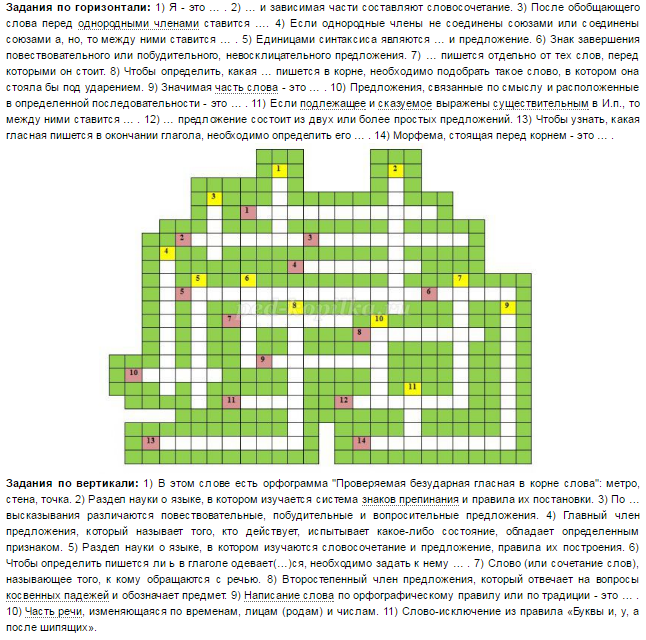 Задания по горизонтали: 1) Я - это ... . 2) ... и зависимая части составляют словосочетание. 3) После обобщающего
слова перед однородными членами ставится .... 4) Если однородные члены не соединены союзами или соединены
союзами а, но, то между ними ставится ... . 5) Единицами синтаксиса являются ... и предложение. 6) Знак завершения
повествовательного или побудительного, невосклицательного предложения. 7) ... пишется отдельно от тех слов, перед
которыми он стоит. 8) Чтобы определить, какая ... пишется в корне, необходимо подобрать такое слово, в котором она
стояла бы под ударением. 9) Значимая часть слова - это ... . 10) Предложения, связанные по смыслу и расположенные
в определенной последовательности - это ... . 11) Если подлежащее и сказуемое выражены существительным в И.п., то
между ними ставится ... . 12) ... предложение состоит из двух или более простых предложений. 13) Чтобы узнать, какая
гласная пишется в окончании глагола, необходимо определить его ... . 14) Морфема, стоящая перед корнем - это ... .
1 2
3
1
2 3
4
4
5 6 7
5 6
8 9
7 10
8
9
10
11
11 12
13 14
ped-kopilka.ru
Задания по вертикали: 1) В этом слове есть орфограмма "Проверяемая безударная гласная в корне слова": метро,
стена, точка. 2) Раздел науки о языке, в котором изучается система знаков препинания и правила их постановки. 3) По ...
высказывания различаются повествовательные, побудительные и вопросительные предложения. 4) Главный член
предложения, который называет того, кто действует, испытывает какое-либо состояние, обладает определенным
признаком. 5) Раздел науки о языке, в котором изучаются словосочетание и предложение, правила их построения. 6)
Чтобы определить пишется ли ь в глаголе одевает(...)ся, необходимо задать к нему ... . 7) Слово (или сочетание слов),
называющее того, к кому обращаются с речью. 8) Второстепенный член предложения, который отвечает на вопросы
косвенных падежей и обозначает предмет. 9) Написание слова по орфографическому правилу или по традиции - это ... .
10) Часть речи, изменяющаяся по временам, лицам (родам) и числам. 11) Слово-исключение из правила «Буквы и, у, а
после шипящих».